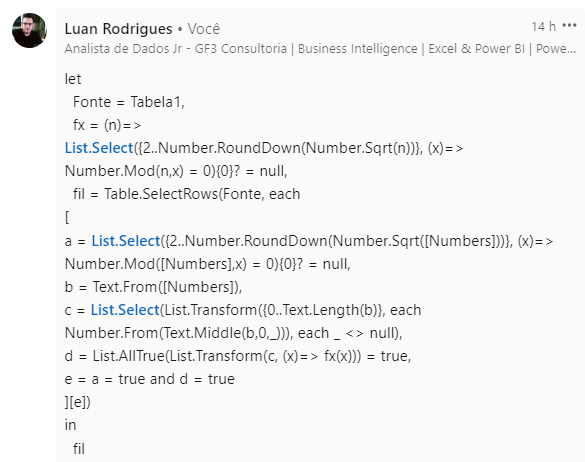 Luan Rodrigues • Você
14 h •••
Analista de Dados Jr - GF3 Consultoria | Business Intelligence | Excel & Power BI | Powe...
let
Fonte = Tabela1,
fx = (n)=>
List.Select({2..Number.RoundDown(Number.Sqrt(n))}, (x)=>
Number.Mod(n,x) = 0){0}? = null,
fil = Table.SelectRows(Fonte, each
[
a = List.Select({2..Number.RoundDown(Number.Sqrt([Numbers]))}, (x)=>
Number.Mod([Numbers],x) = 0){0}? = null,
b = Text.From([Numbers]),
c = List.Select(List.Transform({0..Text.Length(b)}, each
Number.From(Text.Middle(b,0,_))), each _ <> null),
d = List.AllTrue(List.Transform(c, (x)=> fx(x))) = true,
e = a = true and d = true
][e])
in
fil